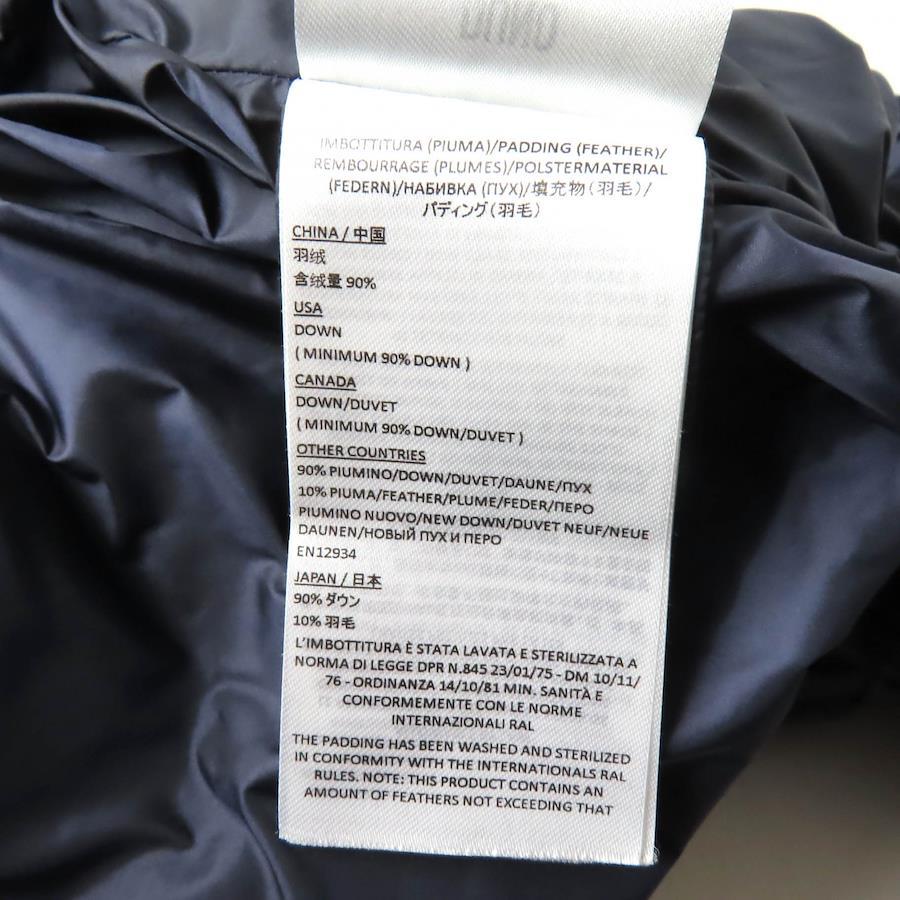 IMBOTTITURA (PIUMA)/PADDING (FEATHER)/
REMBOURRAGE (PLUMES)/POLSTERMATERIAL
(FEDERN)/НАБИВКА (ПУХ)/填充物(羽毛)/
パディング(羽毛)
CHINA / 中国
羽绒
含绒量 90%
USA
DOWN
( MINIMUM 90% DOWN )
CANADA
DOWN/DUVET
( MINIMUM 90% DOWN/DUVET )
OTHER COUNTRIES
90% PIUMINO/DOWN/DUVET/DAUNE/ПУХ
10% PIUMA/FEATHER/PLUME/FEDER/ПЕРО
PIUMINO NUOVO/NEW DOWN/DUVET NEUF/NEUE
DAUNEN/НОВЫЙ ПУХ И ПЕРО
EN12934
JAPAN / 日本
90% ダウン
10% 羽毛
L'IMBOTTITURA È STATA LAVATA E STERILIZZATA A
NORMA DI LEGGE DPR N.845 23/01/75 - DM 10/11/
76 - ORDINANZA 14/10/81 MIN. SANITÀ E
CONFORMEMENTE CON LE NORME
INTERNAZIONALI RAL
THE PADDING HAS BEEN WASHED AND STERILIZED
IN CONFORMITY WITH THE INTERNATIONALS RAL
RULES. NOTE: THIS PRODUCT CONTAINS AN
AMOUNT OF FEATHERS NOT EXCEEDING THAT